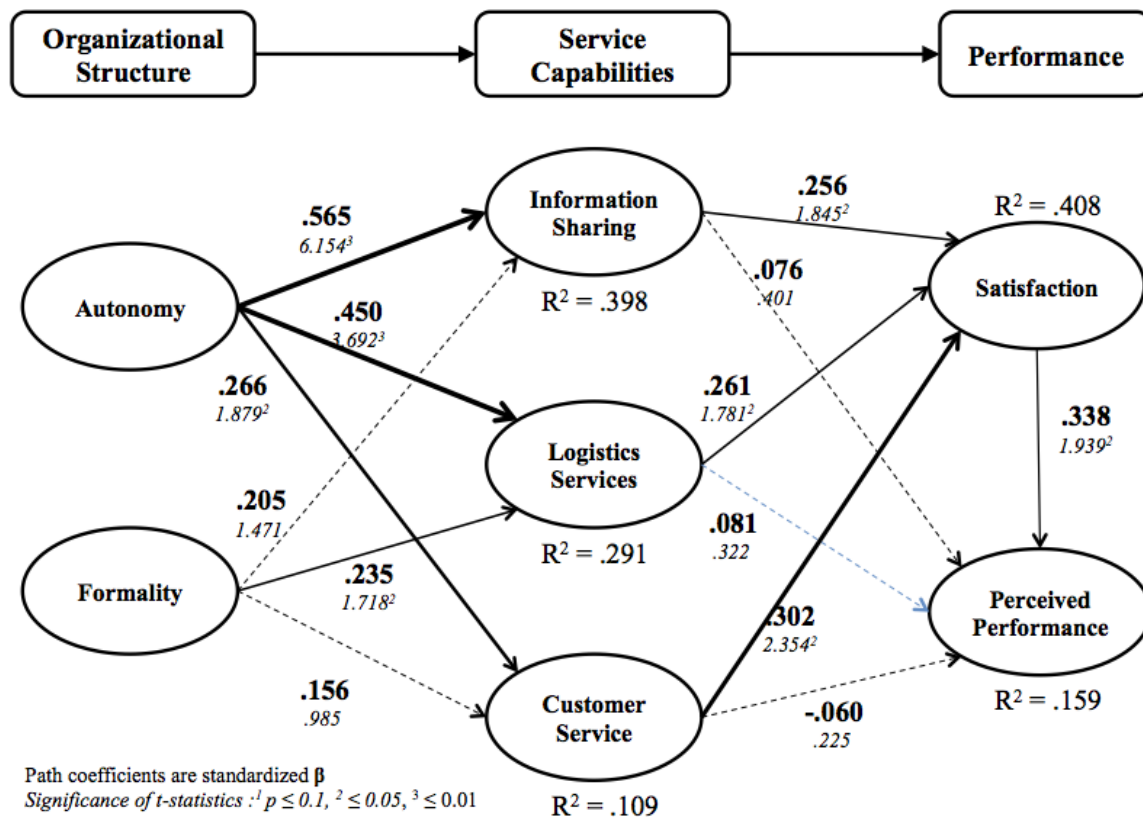 Organizational
Structure
Service
Capabilities
Performance
Information
Sharing
R² = .398
.565
6.154³
.256
1.845²
R² = .408
Autonomy
.450
3.692³
.076
.401
Satisfaction
.266
1.879²
.261
1.781²
.338
1.939²
Logistics
Services
R² = .291
.205
1.471
.081
.322
Formality
.235
1.718²
.302
2.354²
Perceived
Performance
R² = .159
.156
.985
Customer
Service
-.060
.225
R² = .109
Path coefficients are standardized β
Significance of t-statistics :¹ p ≤ 0.1, ² ≤ 0.05, ³ ≤ 0.01